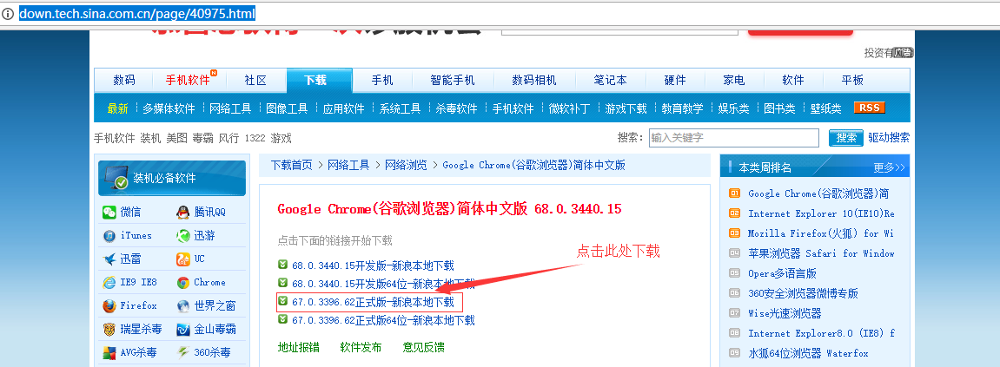 down.tech.sina.com.cn/page/40975.html
投资有 广告
数码 手机软件 N 社区 下载 手机 智能手机 数码相机 笔记本 硬件 家电 软件 平板
最新 多媒体软件 网络工具 图像工具 应用软件 系统工具 杀毒软件 手机软件 微软补丁 游戏下载 教育教学 娱乐类 图书类 壁纸类 RSS
手机软件 装机 美图 毒霸 风行 1322 游戏 搜索: 输入关键字 搜索 驱动搜索
装机必备软件
微信 腾讯QQ
iTunes 迅游
迅雷 UC
IE9 IE8 Chrome
Firefox 世界之窗
瑞星杀毒 金山毒霸
AVG杀毒 360杀毒
下载首页 > 网络工具 > 网络浏览 > Google Chrome(谷歌浏览器)简体中文版
Google Chrome(谷歌浏览器)简体中文版 68.0.3440.15
点击下面的链接开始下载
点击此处下载
68.0.3440.15开发版-新浪本地下载
68.0.3440.15开发版64位-新浪本地下载
67.0.3396.62正式版-新浪本地下载
67.0.3396.62正式版64位-新浪本地下载
地址报错 软件发布 意见反馈
本类周排名 更多>>
01 Google Chrome(谷歌浏览器)简
02 Internet Explorer 10(IE10)Re
03 Mozilla Firefox(火狐) for Wi
04 苹果浏览器 Safari for Window
05 Opera多语言版
06 360安全浏览器微博专版
07 Wise光速浏览器
08 Internet Explorer8.0 (IE8) f
09 水狐64位浏览器 Waterfox